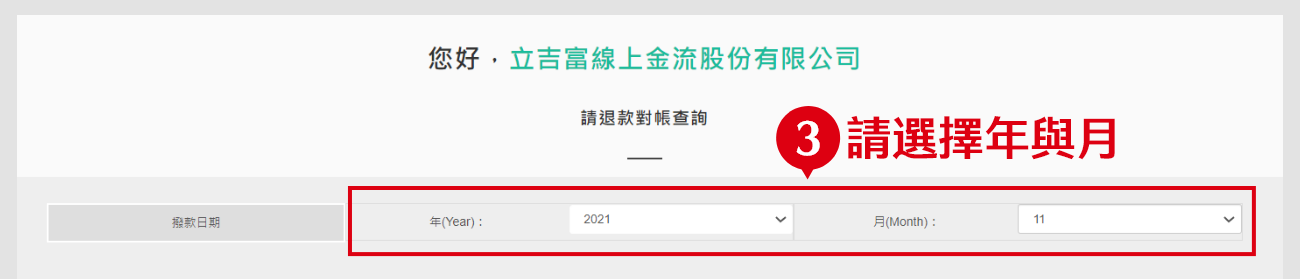 您好，立吉富線上金流股份有限公司
請退款對帳查詢
3 請選擇年與月
撥款日期 年(Year)： 2021 月(Month)： 11